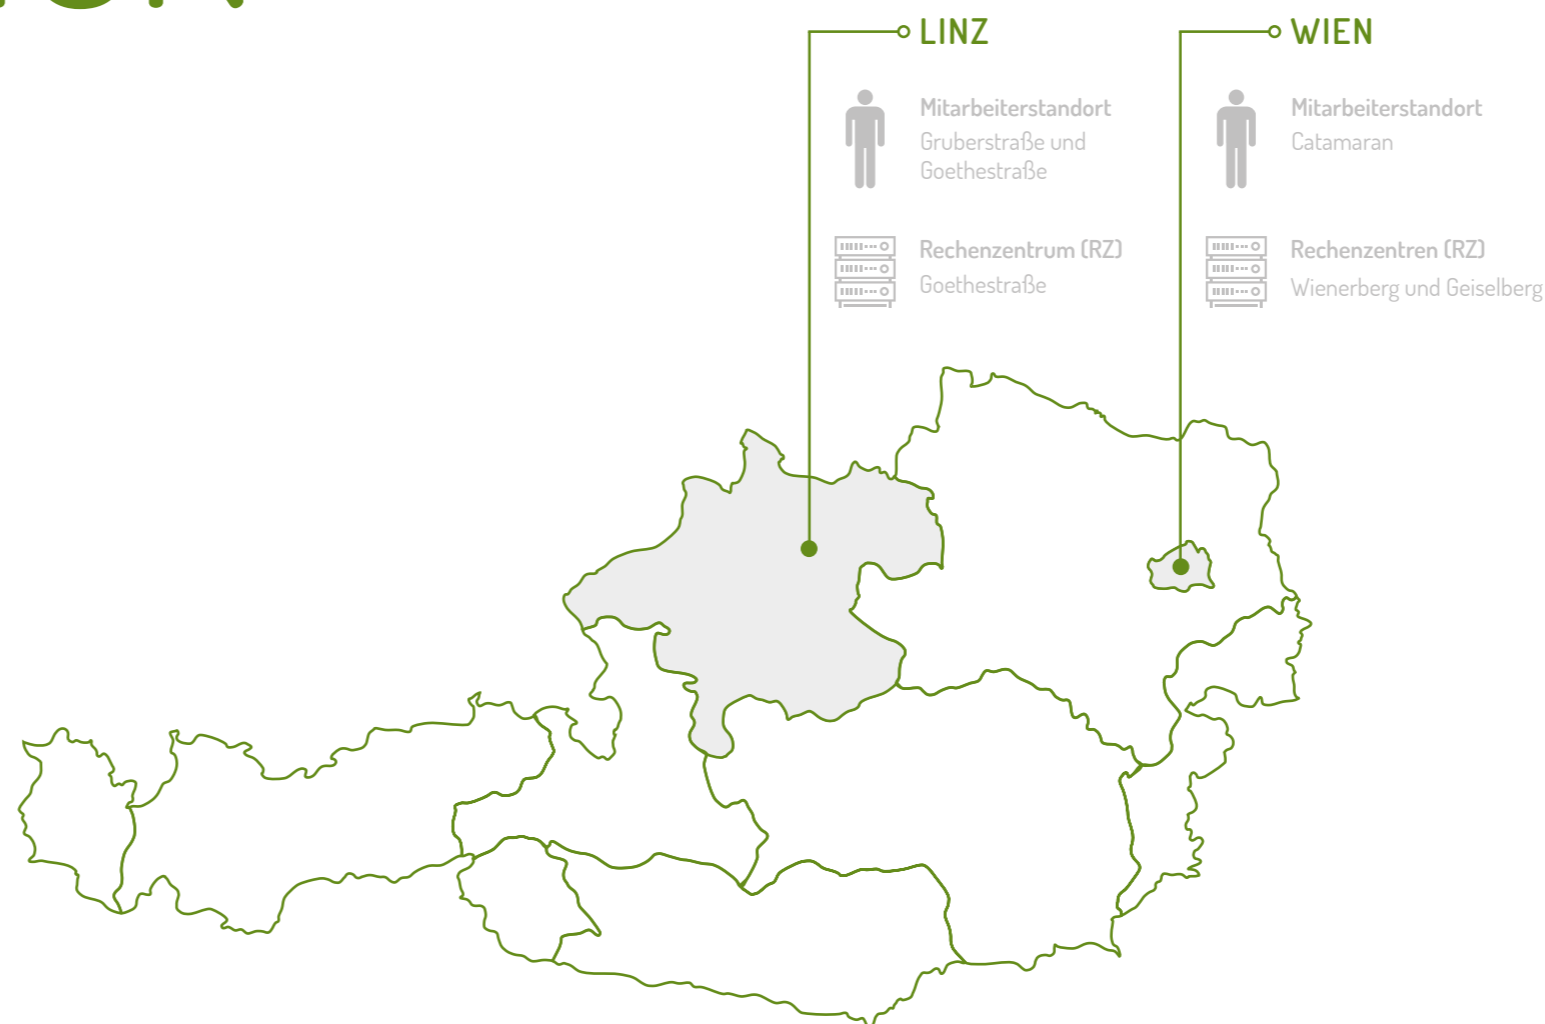 LINZ
Mitarbeiterstandort
Gruberstraße und
Goethestraße
Rechenzentrum (RZ)
Goethestraße
WIEN
Mitarbeiterstandort
Catamaran
Rechenzentren (RZ)
Wienerberg und Geiselberg